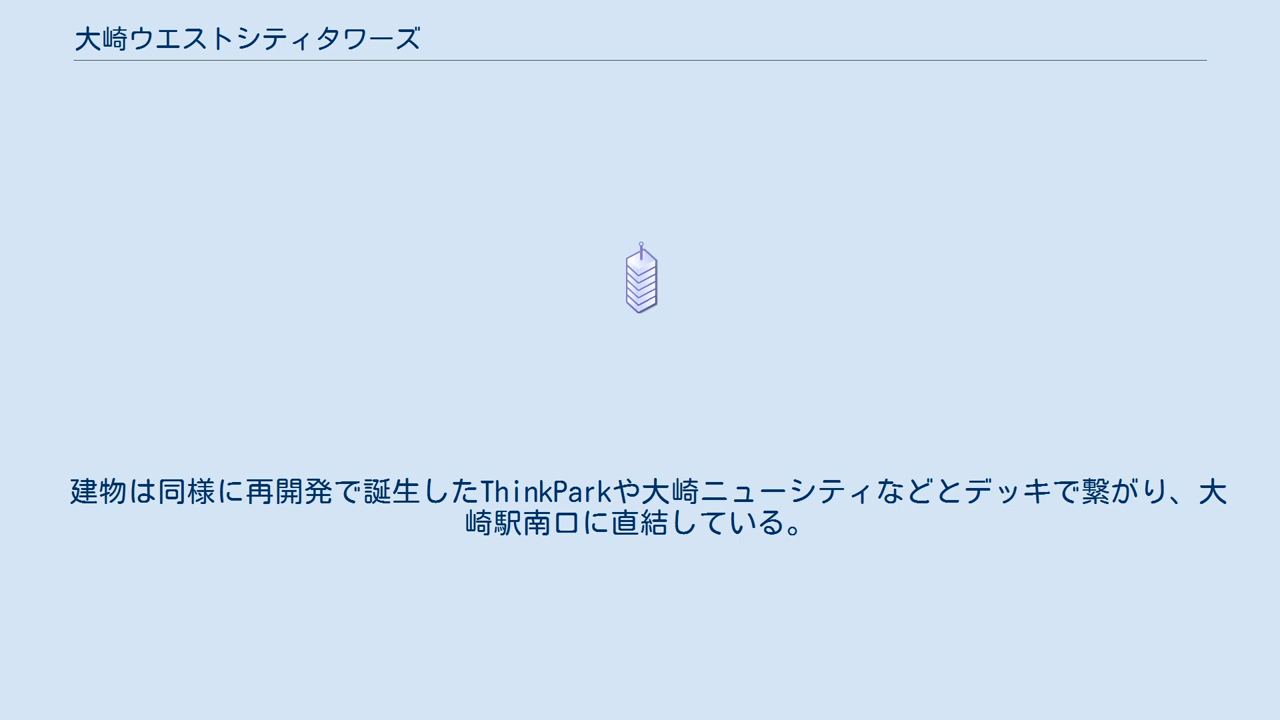 大崎ウエストシティタワーズ
建物は同様に再開発で誕生したThinkParkや大崎ニューシティなどとデッキで繋がり、大
崎駅南口に直結している。